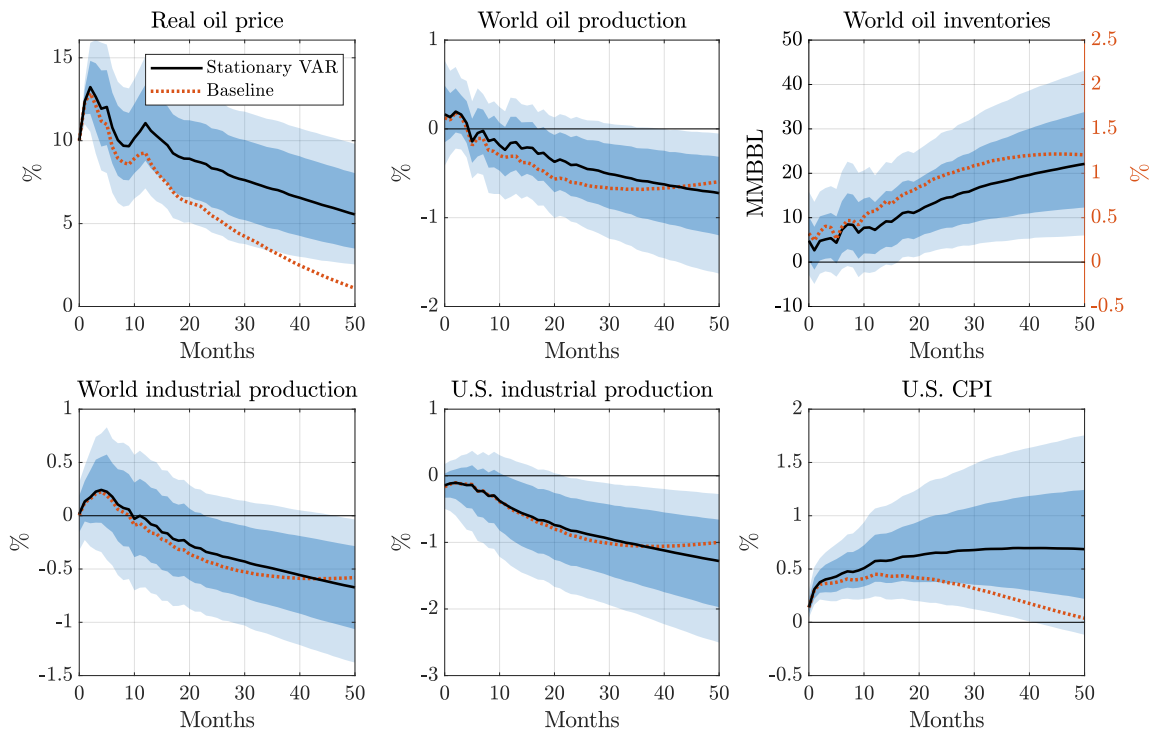 Real oil price
15
10
5
0
%
0 10 20 30 40 50
Months
Stationary VAR
Baseline
World oil production
1
0
-1
-2
%
0 10 20 30 40 50
Months
World oil inventories
50
40
30
20
10
0
-10
MMBBL
2.5
2
1.5
1
0.5
0
-0.5
%
0 10 20 30 40 50
Months
World industrial production
1
0.5
0
-0.5
-1
-1.5
%
0 10 20 30 40 50
Months
U.S. industrial production
1
0
-1
-2
-3
%
0 10 20 30 40 50
Months
U.S. CPI
2
1.5
1
0.5
0
-0.5
%
0 10 20 30 40 50
Months